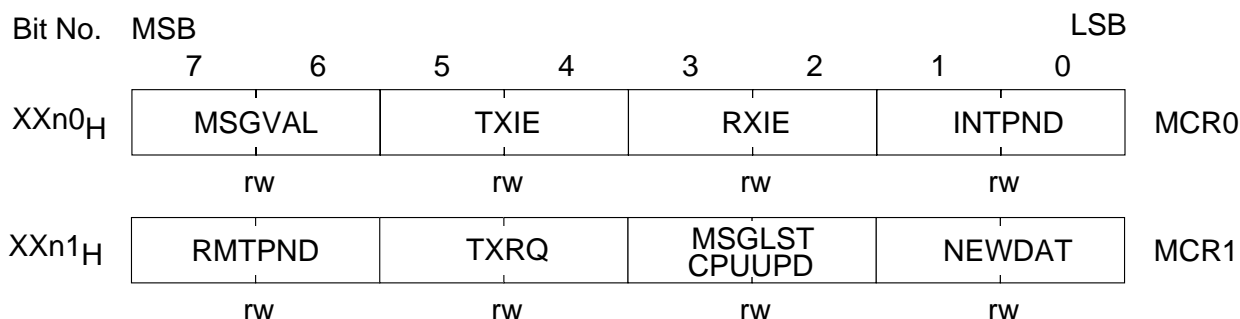 Bit No. MSB LSB
7 6 5 4 3 2 1 0
XXn0H MSGVAL TXIE RXIE INTPND MCR0
rw rw rw rw
XXn1H RMTPND TXRQ MSGLST CPUUPD NEWDAT MCR1
rw rw rw rw